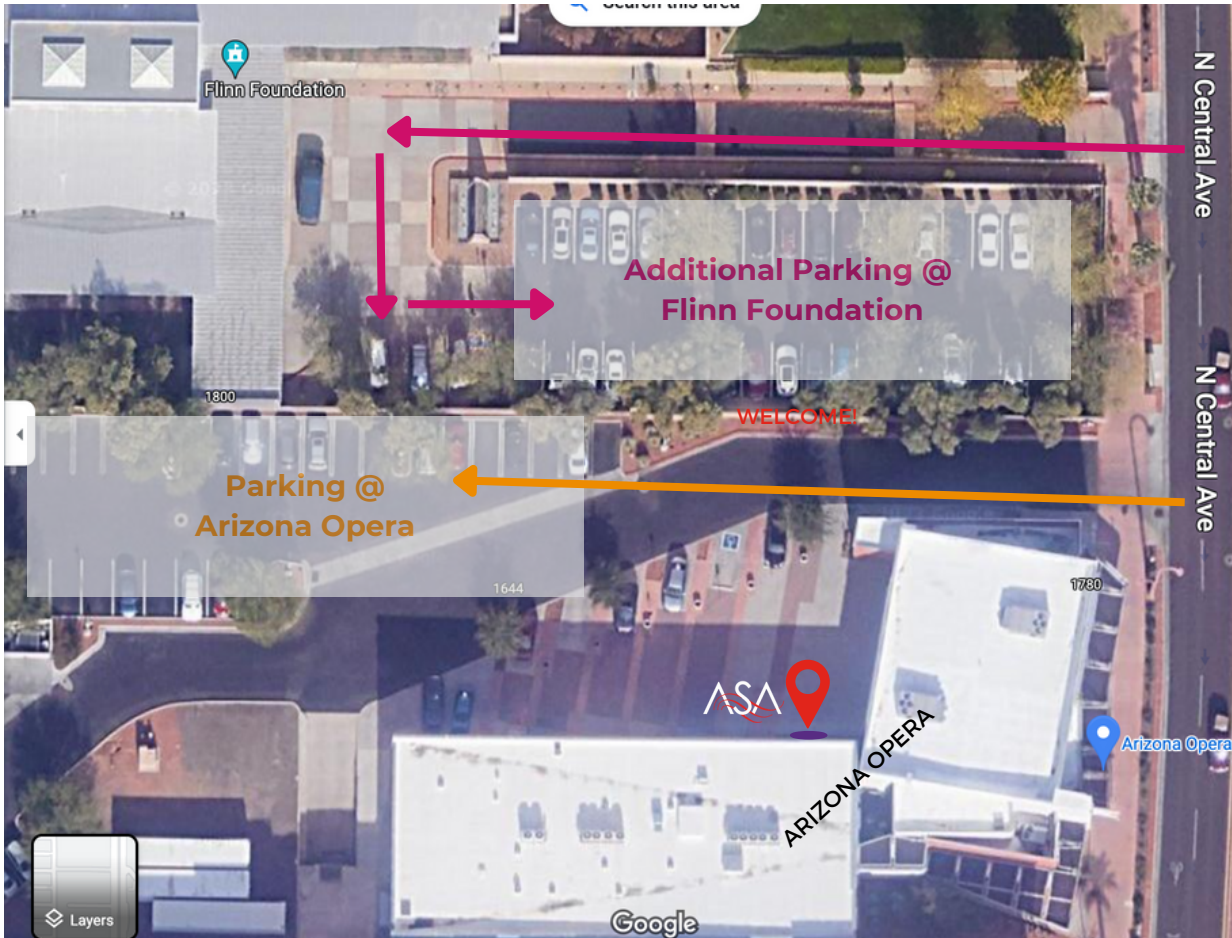 Search this area
Flinn Foundation
N Central Ave
Additional Parking @
Flinn Foundation
1800
WELCOME!
N Central Ave
Parking @
Arizona Opera
1644
1780
ASA
ARIZONA OPERA
Arizona Opera
Layers
Google